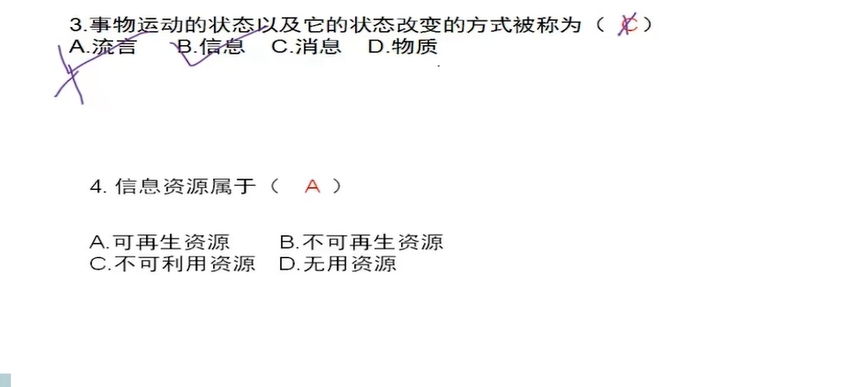 3.事物运动的状态以及它的状态改变的方式被称为（ C ）
A.流言 B.信息 C.消息 D.物质
4. 信息资源属于（ A ）
A.可再生资源 B.不可再生资源
C.不可利用资源 D.无用资源